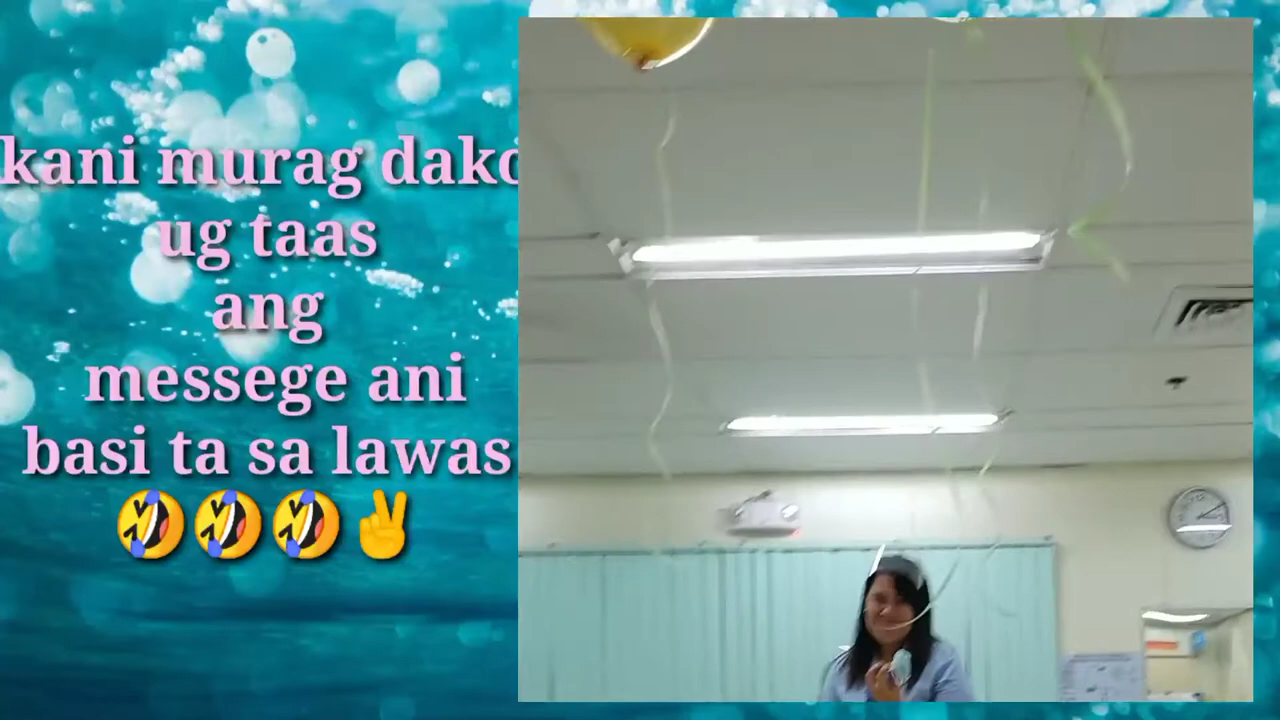 kani murag dako
ug taas
ang
messege ani
basi ta sa lawas
🤣🤣🤣✌